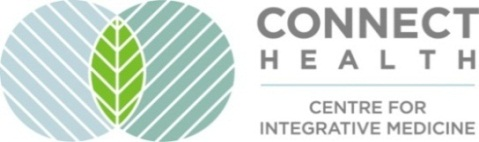 CONNECT
HEALTH
CENTRE FOR
INTEGRATIVE MEDICINE